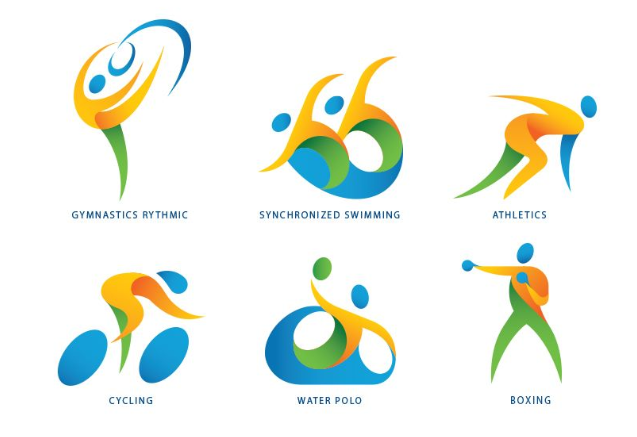 GYMNASTICS RYTHMIC
SYNCHRONIZED SWIMMING
ATHLETICS
CYCLING
WATER POLO
BOXING